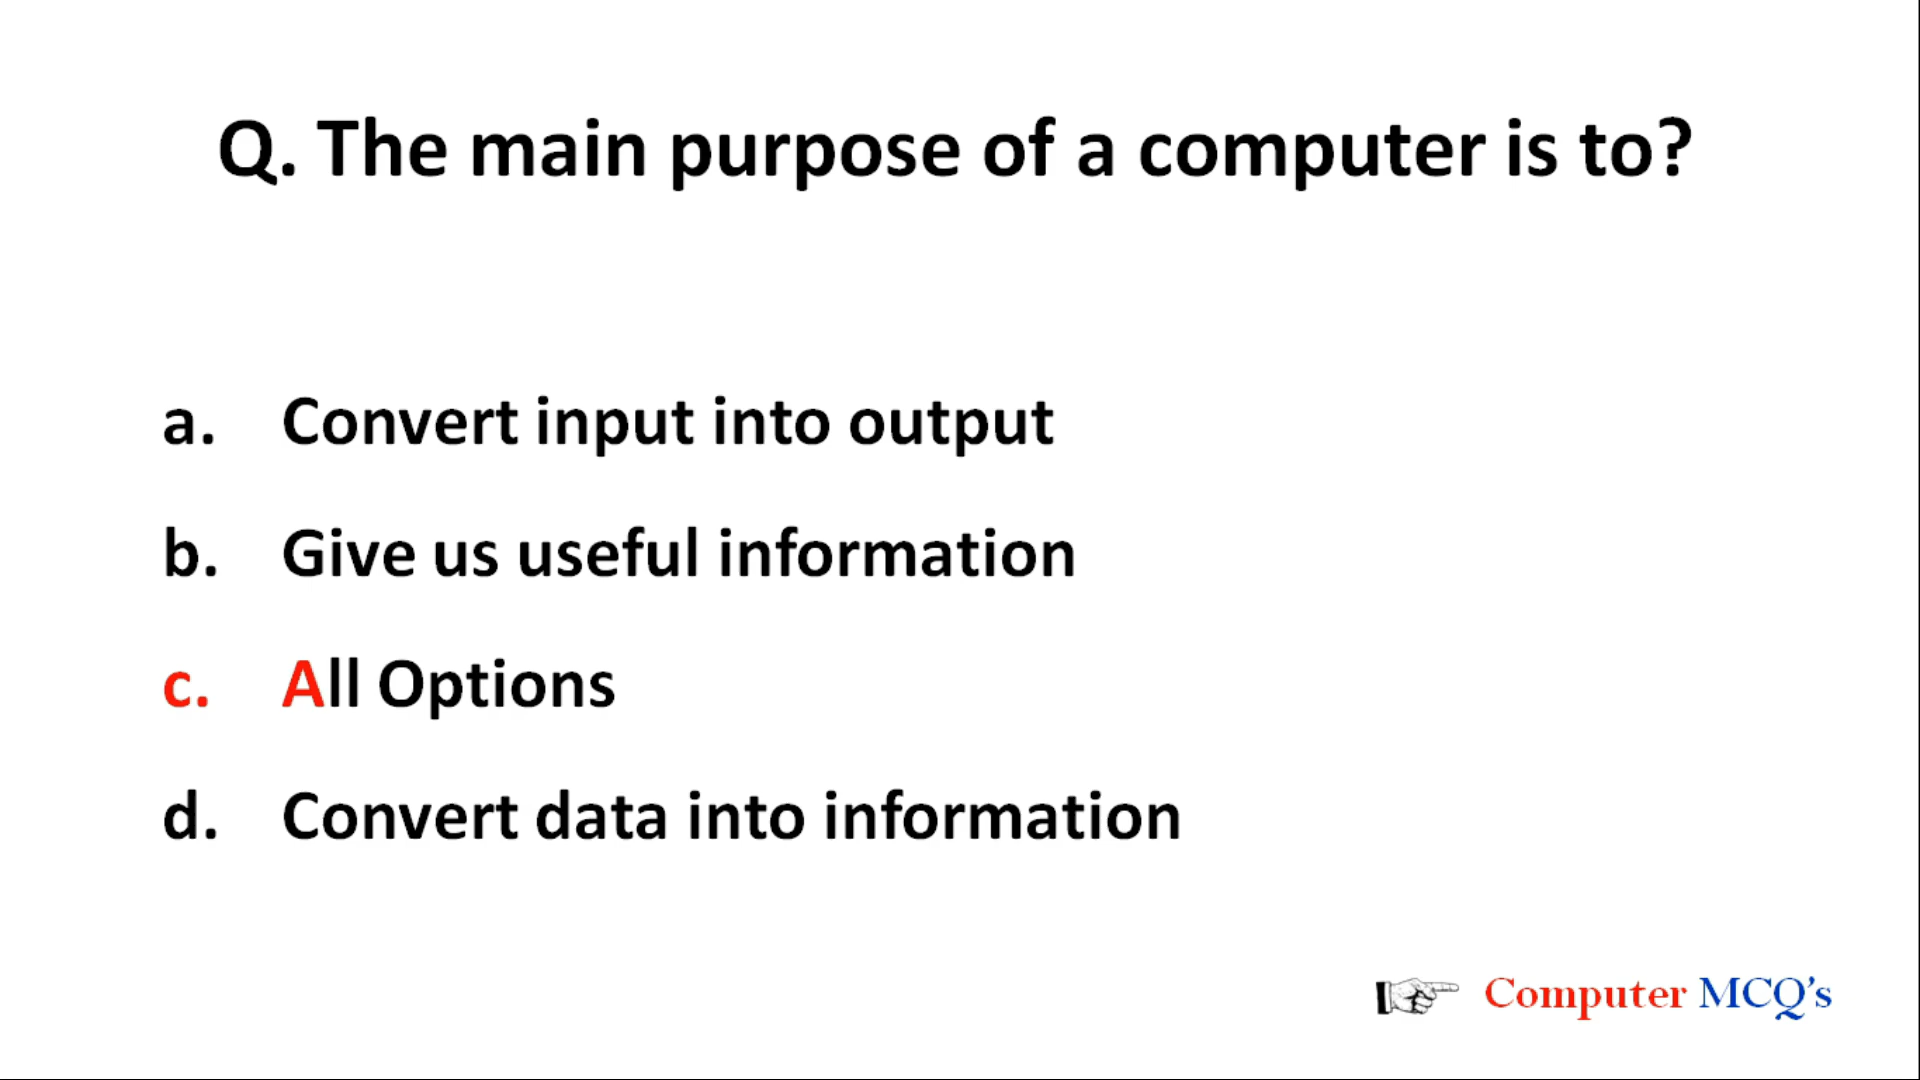 Q. The main purpose of a computer is to?
a. Convert input into output
b. Give us useful information
c. All Options
d. Convert data into information
Computer MCQ's